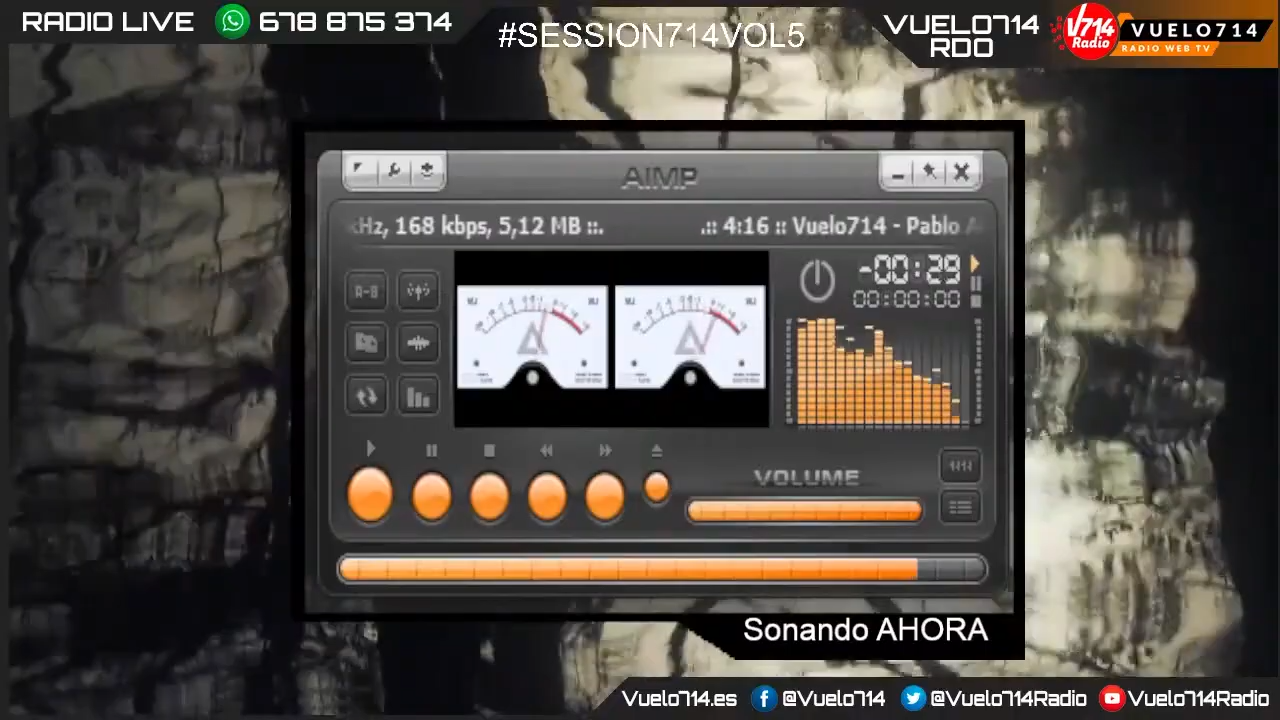 RADIO LIVE 678 875 374
#SESSION714VOL5
VUELO714
RDO
V714
Radio
VUELO714
RADIO WEB TV
AIMP
kHz, 168 kbps, 5,12 MB ::.
.:: 4:16 :: Vuelo714 - Pablo
-00:29
00:00:00
A-B
VOLUME
Sonando AHORA
Vuelo714.es @Vuelo714 @Vuelo714Radio Vuelo714Radio